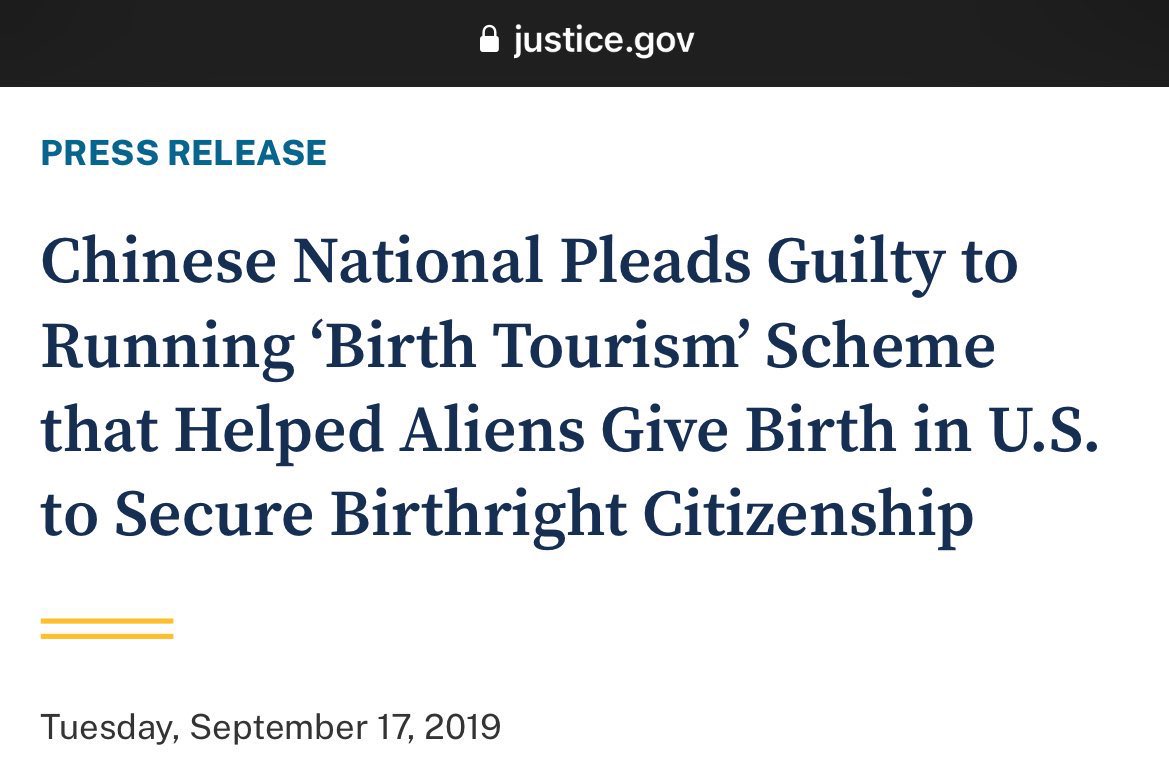 justice.gov
PRESS RELEASE
Chinese National Pleads Guilty to
Running ‘Birth Tourism’ Scheme
that Helped Aliens Give Birth in U.S.
to Secure Birthright Citizenship
Tuesday, September 17, 2019